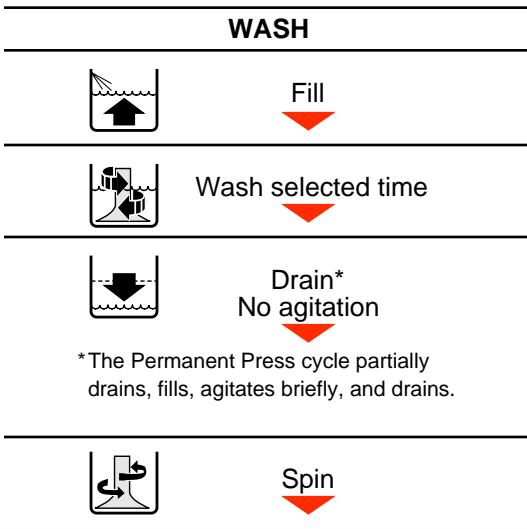 WASH
Fill
Wash selected time
Drain*
No agitation
*The Permanent Press cycle partially
drains, fills, agitates briefly, and drains.
Spin